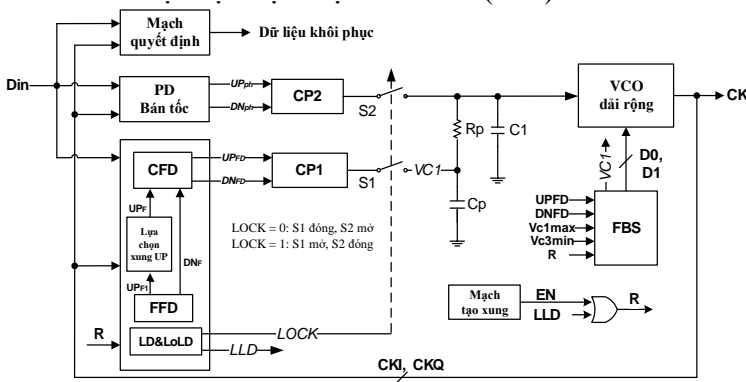 Mạch
quyết định
Dữ liệu khôi phục
Din
PD
Bán tốc
UPph
DNph
CP2
S2
VCO
dải rộng
CK
Rp
C1
CFD
UPFD
DNFD
CP1
S1
VC1
Cp
VC1
D0,
D1
UPF
Lựa
chọn
xung UP
DNF
UPF1
FFD
LOCK = 0: S1 đóng, S2 mở
LOCK = 1: S1 mở, S2 đóng
UPFD
DNFD
Vc1max
Vc3min
R
FBS
Mạch
tạo xung
EN
LLD
R
R
LD&LoLD
LOCK
LLD
CKI, CKQ